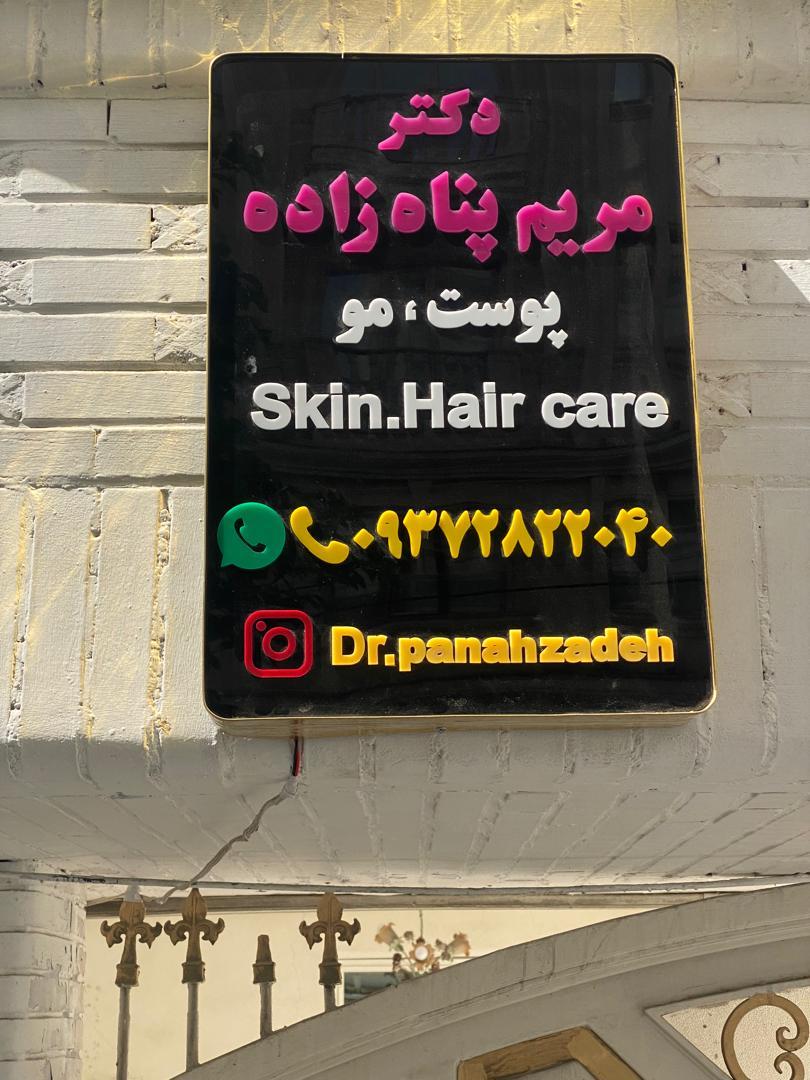 دکتر
مریم پناه زاده
پوست، مو
Skin.Hair care
۰۹۳۷۲۸۲۲۰۴۰
Dr.panahzadeh